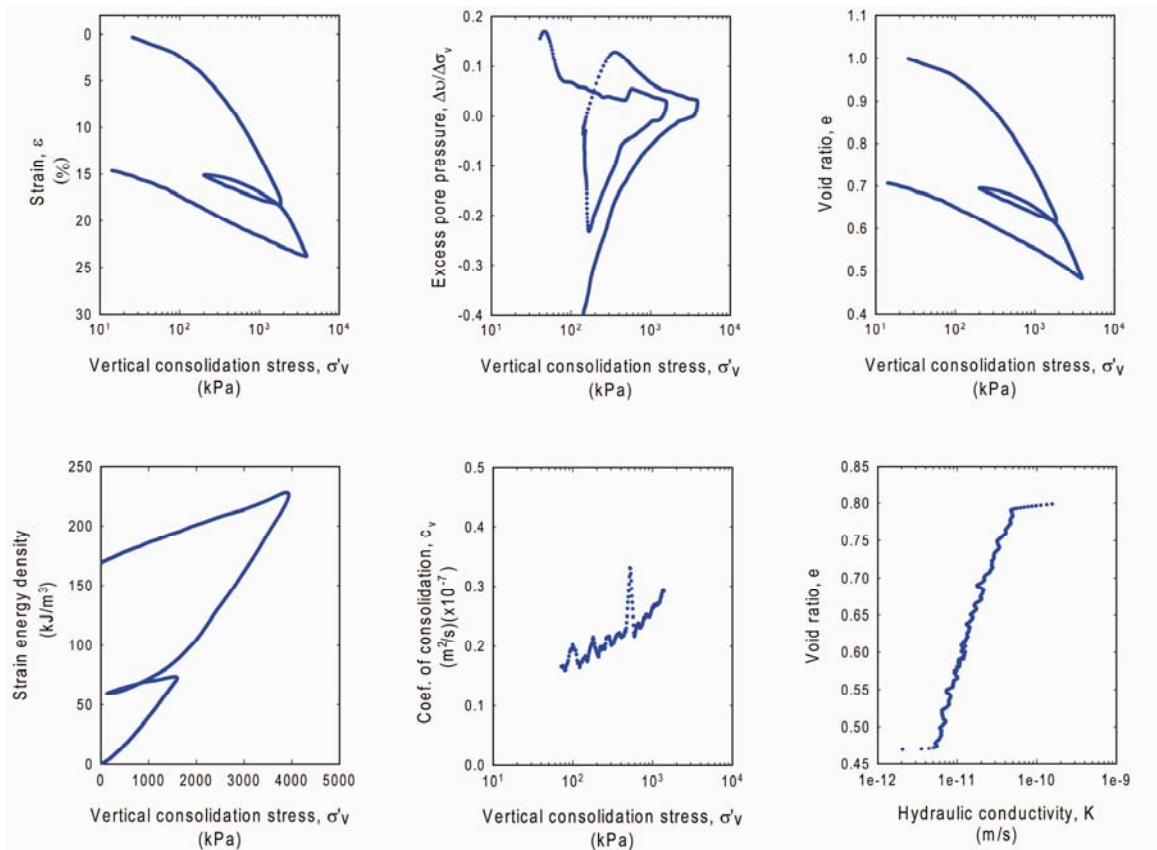 0
5
10
15
20
25
30
Strain, ε
(%)
10¹ 10² 10³ 10⁴
Vertical consolidation stress, σ'v
(kPa)
0.2
0.1
0.0
-0.1
-0.2
-0.3
-0.4
Excess pore pressure, Δυ/Δσv
10¹ 10² 10³ 10⁴
Vertical consolidation stress, σ'v
(kPa)
1.1
1.0
0.9
0.8
0.7
0.6
0.5
0.4
Void ratio, e
10¹ 10² 10³ 10⁴
Vertical consolidation stress, σ'v
(kPa)
250
200
150
100
50
0
Strain energy density
(kJ/m³)
0 1000 2000 3000 4000 5000
Vertical consolidation stress, σ'v
(kPa)
0.5
0.4
0.3
0.2
0.1
0.0
Coef. of consolidation, cv
(m²/s)(x10⁻⁷)
10¹ 10² 10³ 10⁴
Vertical consolidation stress, σ'v
(kPa)
0.85
0.80
0.75
0.70
0.65
0.60
0.55
0.50
0.45
Void ratio, e
1e-12 1e-11 1e-10 1e-9
Hydraulic conductivity, K
(m/s)